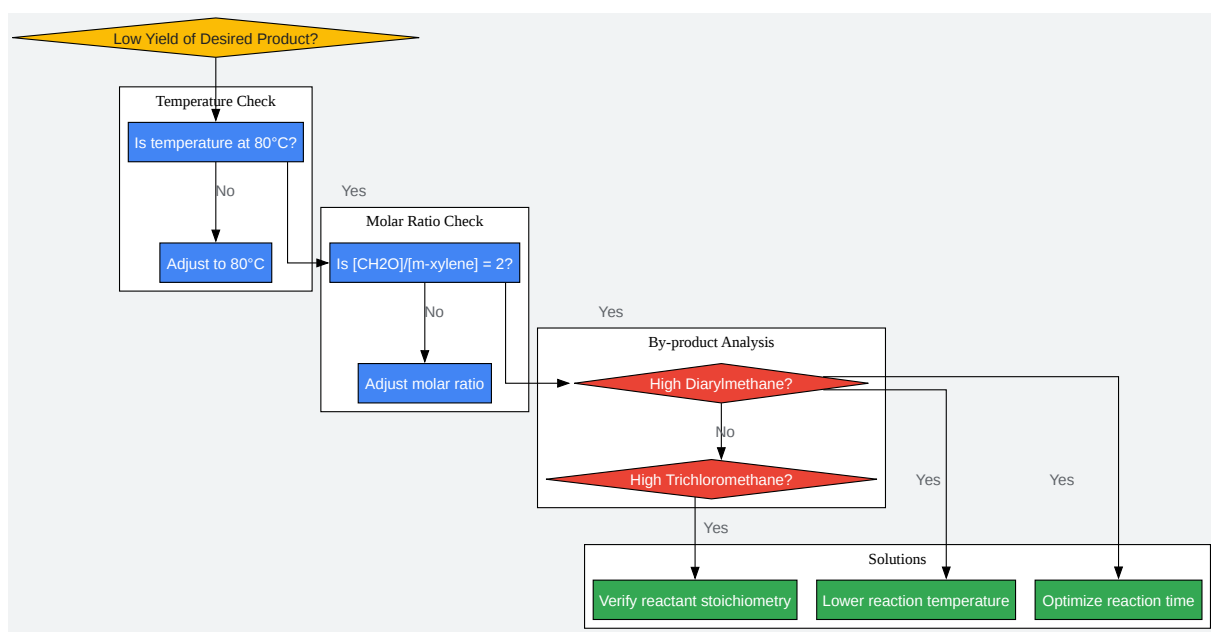 Low Yield of Desired Product?
Temperature Check
Is temperature at 80°C?
No
Yes
Adjust to 80°C
Molar Ratio Check
Is [CH2O]/[m-xylene] = 2?
No
Yes
Adjust molar ratio
By-product Analysis
High Diarylmethane?
No
High Trichloromethane?
Yes
Yes
Yes
Solutions
Verify reactant stoichiometry
Lower reaction temperature
Optimize reaction time